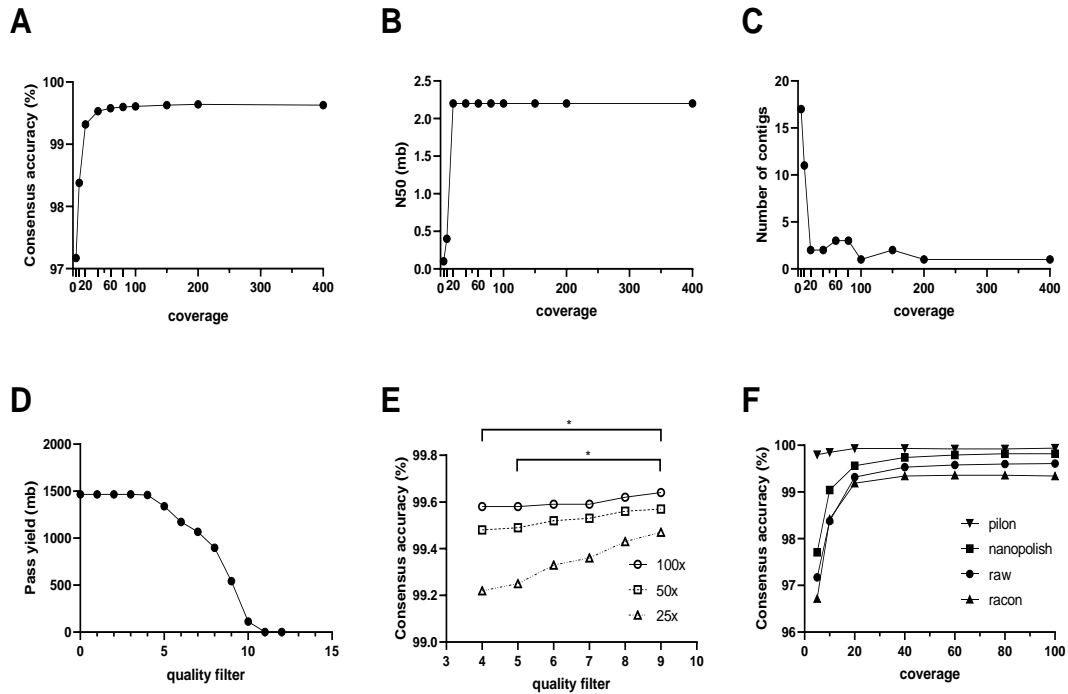 A
Consensus accuracy (%)
100
99
98
97
0 20 60 100 200 300 400
coverage
B
N50 (mb)
2.5
2.0
1.5
1.0
0.5
0.0
0 20 60 100 200 300 400
coverage
C
Number of contigs
20
15
10
5
0
0 20 60 100 200 300 400
coverage
D
Pass yield (mb)
2000
1500
1000
500
0
0 5 10 15
quality filter
E
Consensus accuracy (%)
*
*
99.8
99.6
99.4
99.2
99.0
100x
50x
25x
3 4 5 6 7 8 9 10
quality filter
F
Consensus accuracy (%)
100
99
98
97
96
pilon
nanopolish
raw
racon
0 20 40 60 80 100
coverage